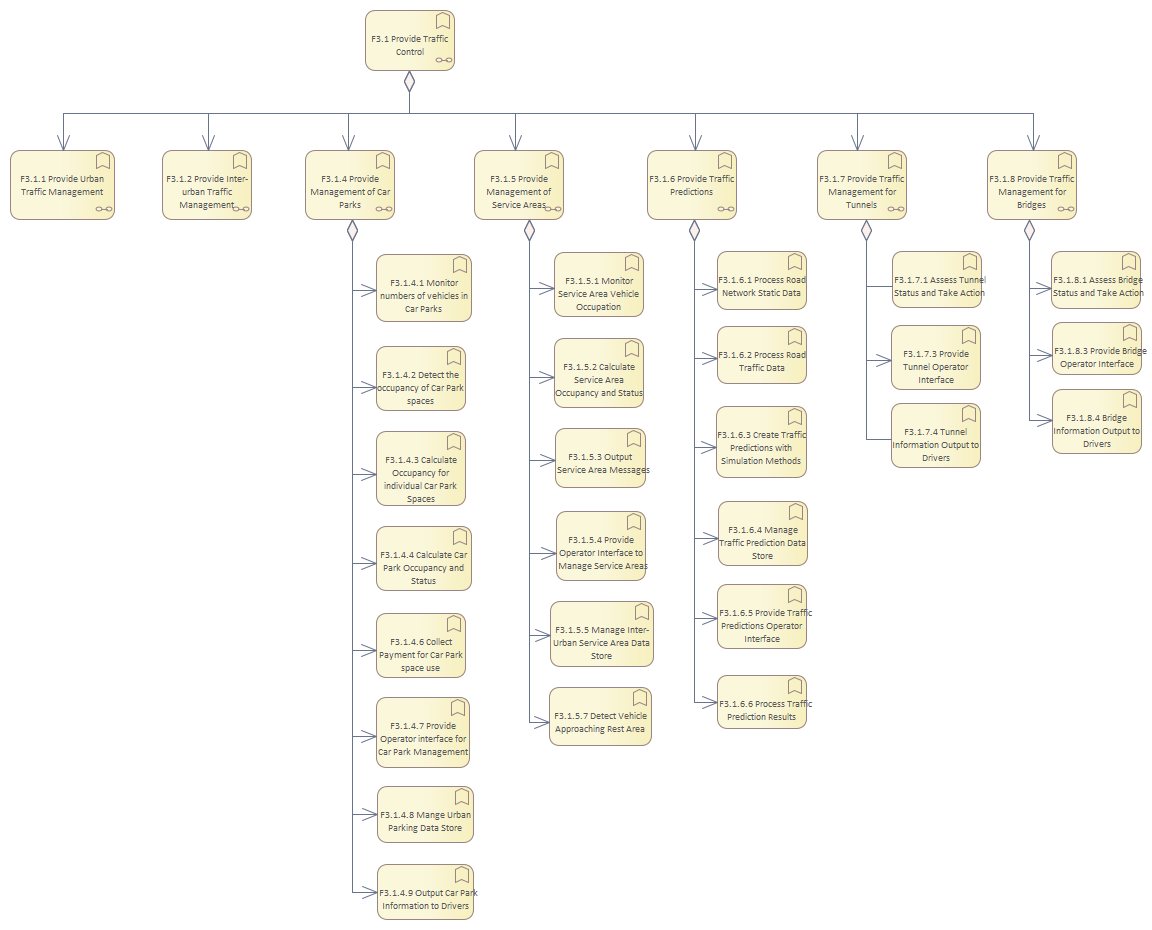 F3.1 Provide Traffic
Control
F3.1.1 Provide Urban
Traffic Management
F3.1.2 Provide Inter-
urban Traffic
Management
F3.1.4 Provide
Management of Car
Parks
F3.1.5 Provide
Management of
Service Areas
F3.1.6 Provide Traffic
Predictions
F3.1.7 Provide Traffic
Management for
Tunnels
F3.1.8 Provide Traffic
Management for
Bridges
F3.1.4.1 Monitor
numbers of vehicles in
Car Parks
F3.1.4.2 Detect the
occupancy of Car Park
spaces
F3.1.4.3 Calculate
Occupancy for
individual Car Park
Spaces
F3.1.4.4 Calculate Car
Park Occupancy and
Status
F3.1.4.6 Collect
Payment for Car Park
space use
F3.1.4.7 Provide
Operator interface for
Car Park Management
F3.1.4.8 Mange Urban
Parking Data Store
F3.1.4.9 Output Car Park
Information to Drivers
F3.1.5.1 Monitor
Service Area Vehicle
Occupation
F3.1.5.2 Calculate
Service Area
Occupancy and Status
F3.1.5.3 Output
Service Area Messages
F3.1.5.4 Provide
Operator Interface to
Manage Service Areas
F3.1.5.5 Manage Inter-
Urban Service Area Data
Store
F3.1.5.7 Detect Vehicle
Approaching Rest Area
F3.1.6.1 Process Road
Network Static Data
F3.1.6.2 Process Road
Traffic Data
F3.1.6.3 Create Traffic
Predictions with
Simulation Methods
F3.1.6.4 Manage
Traffic Prediction Data
Store
F3.1.6.5 Provide Traffic
Predictions Operator
Interface
F3.1.6.6 Process Traffic
Prediction Results
F3.1.7.1 Assess Tunnel
Status and Take Action
F3.1.7.3 Provide
Tunnel Operator
Interface
F3.1.7.4 Tunnel
Information Output to
Drivers
F3.1.8.1 Assess Bridge
Status and Take Action
F3.1.8.3 Provide Bridge
Operator Interface
F3.1.8.4 Bridge
Information Output to
Drivers